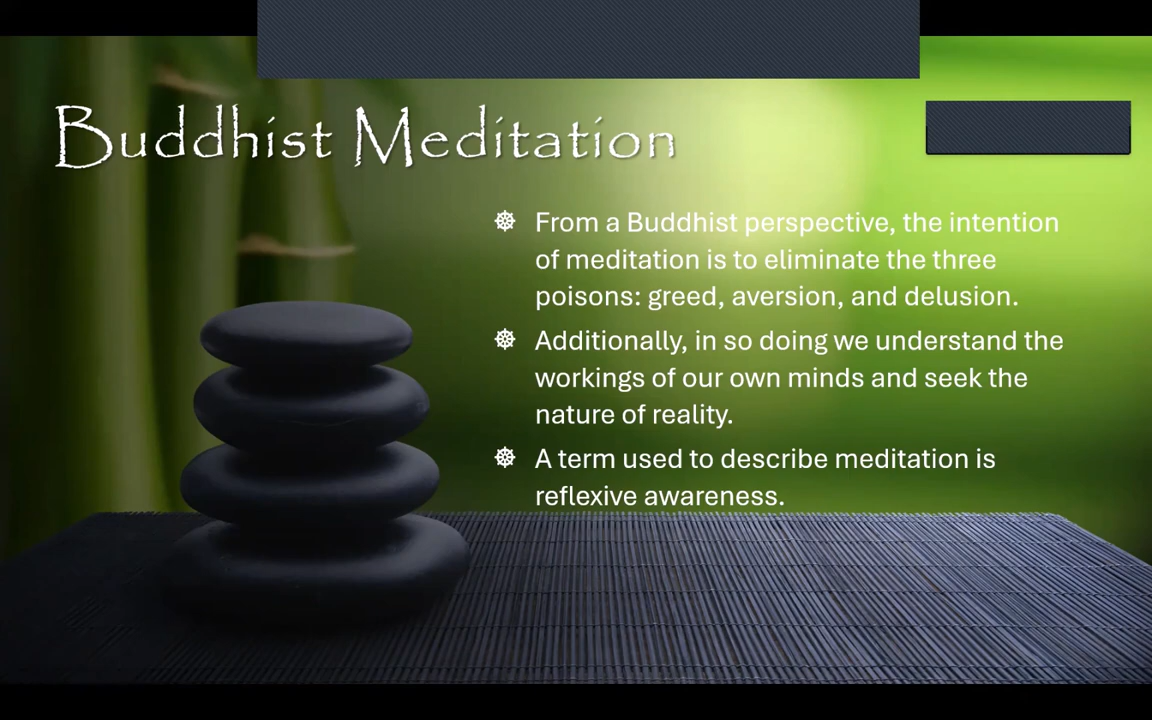 Buddhist Meditation
From a Buddhist perspective, the intention
of meditation is to eliminate the three
poisons: greed, aversion, and delusion.
Additionally, in so doing we understand the
workings of our own minds and seek the
nature of reality.
A term used to describe meditation is
reflexive awareness.